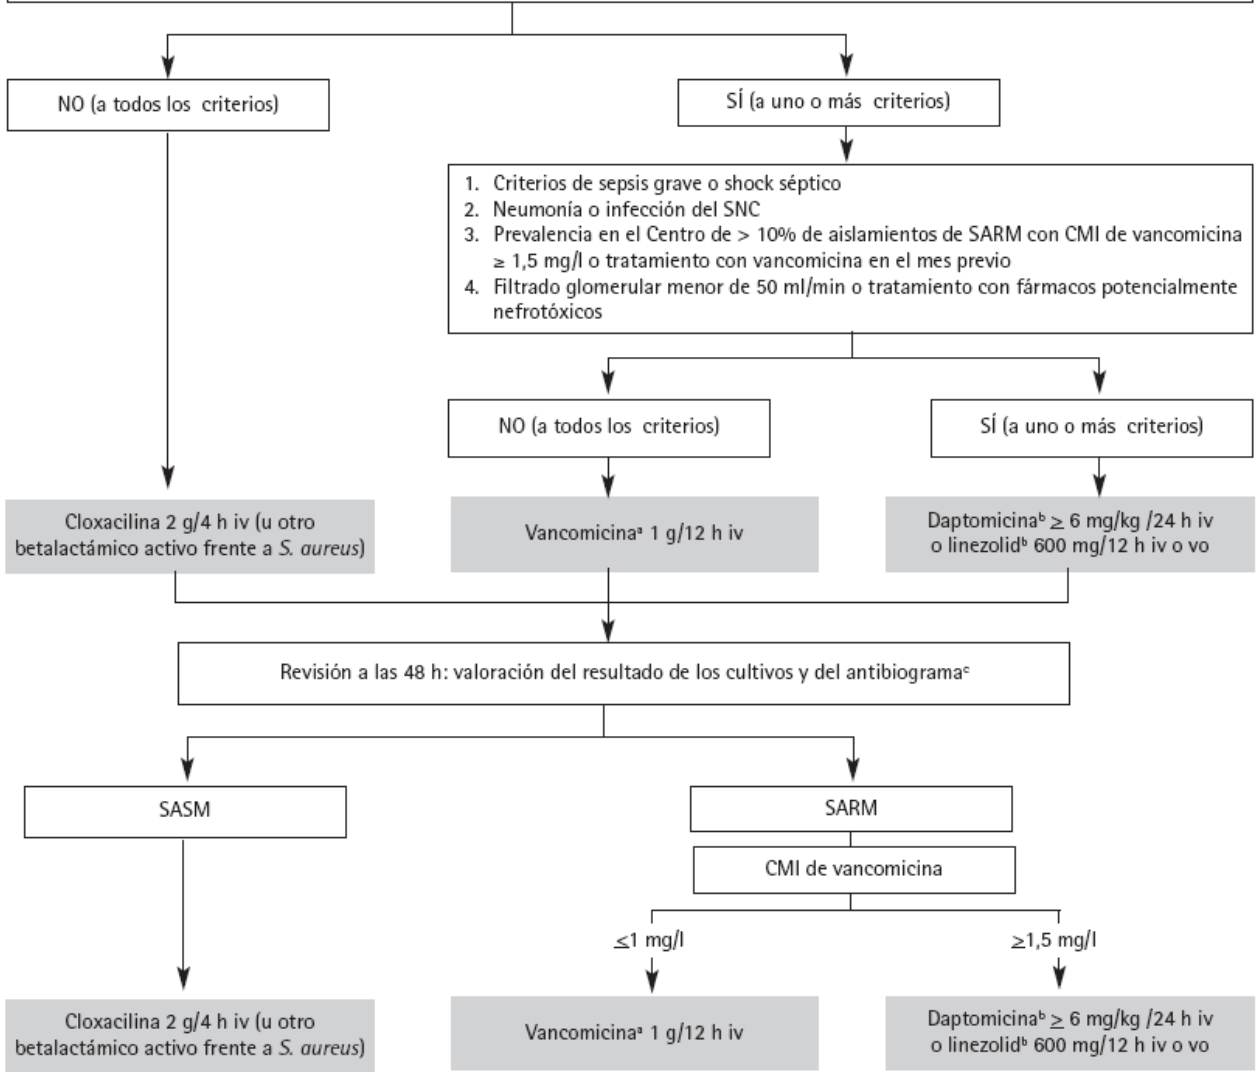 NO (a todos los criterios)
SÍ (a uno o más criterios)
1. Criterios de sepsis grave o shock séptico
2. Neumonía o infección del SNC
3. Prevalencia en el Centro de > 10% de aislamientos de SARM con CMI de vancomicina
≥ 1,5 mg/l o tratamiento con vancomicina en el mes previo
4. Filtrado glomerular menor de 50 ml/min o tratamiento con fármacos potencialmente
nefrotóxicos
NO (a todos los criterios)
SÍ (a uno o más criterios)
Cloxacilina 2 g/4 h iv (u otro
betalactámico activo frente a S. aureus)
Vancomicinaᵃ 1 g/12 h iv
Daptomicinaᵇ ≥ 6 mg/kg /24 h iv
o linezolidᵇ 600 mg/12 h iv o vo
Revisión a las 48 h: valoración del resultado de los cultivos y del antibiogramaᶜ
SASM
SARM
CMI de vancomicina
≤1 mg/l
≥1,5 mg/l
Cloxacilina 2 g/4 h iv (u otro
betalactámico activo frente a S. aureus)
Vancomicinaᵃ 1 g/12 h iv
Daptomicinaᵇ ≥ 6 mg/kg /24 h iv
o linezolidᵇ 600 mg/12 h iv o vo